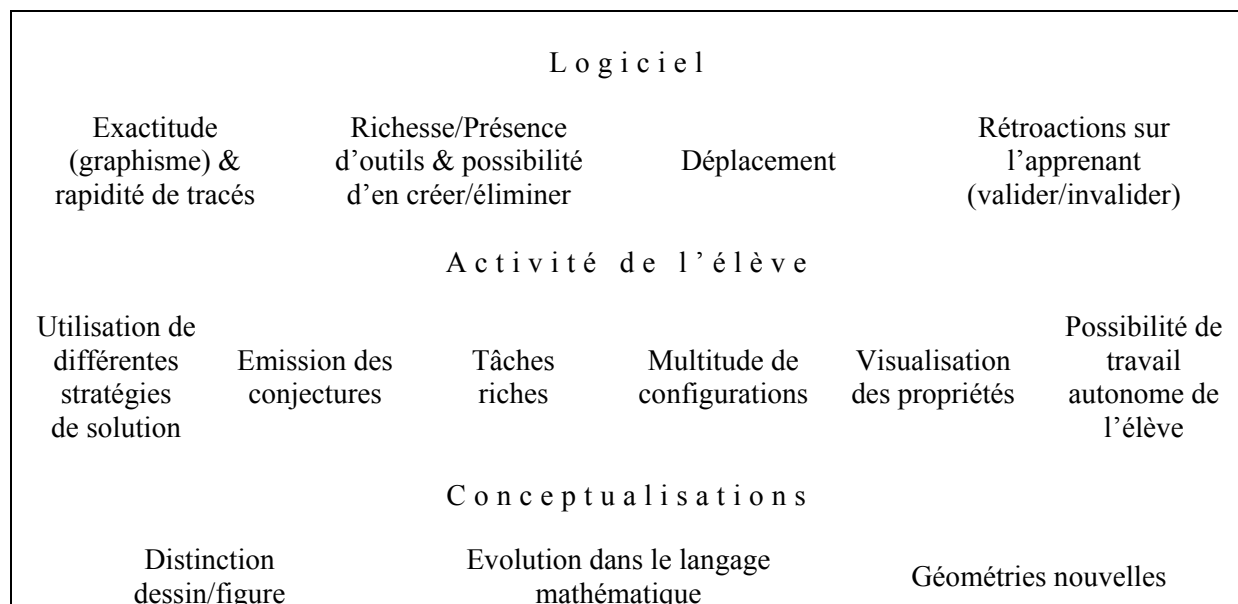 L o g i c i e l
Exactitude
(graphisme) &
rapidité de tracés
Richesse/Présence
d’outils & possibilité
d’en créer/éliminer
Déplacement
Rétroactions sur
l’apprenant
(valider/invalider)
A c t i v i t é d e l ’ é l è v e
Utilisation de
différentes
stratégies
de solution
Emission des
conjectures
Tâches
riches
Multitude de
configurations
Visualisation
des propriétés
Possibilité de
travail
autonome de
l’élève
C o n c e p t u a l i s a t i o n s
Distinction
dessin/figure
Evolution dans le langage
mathématique
Géométries nouvelles